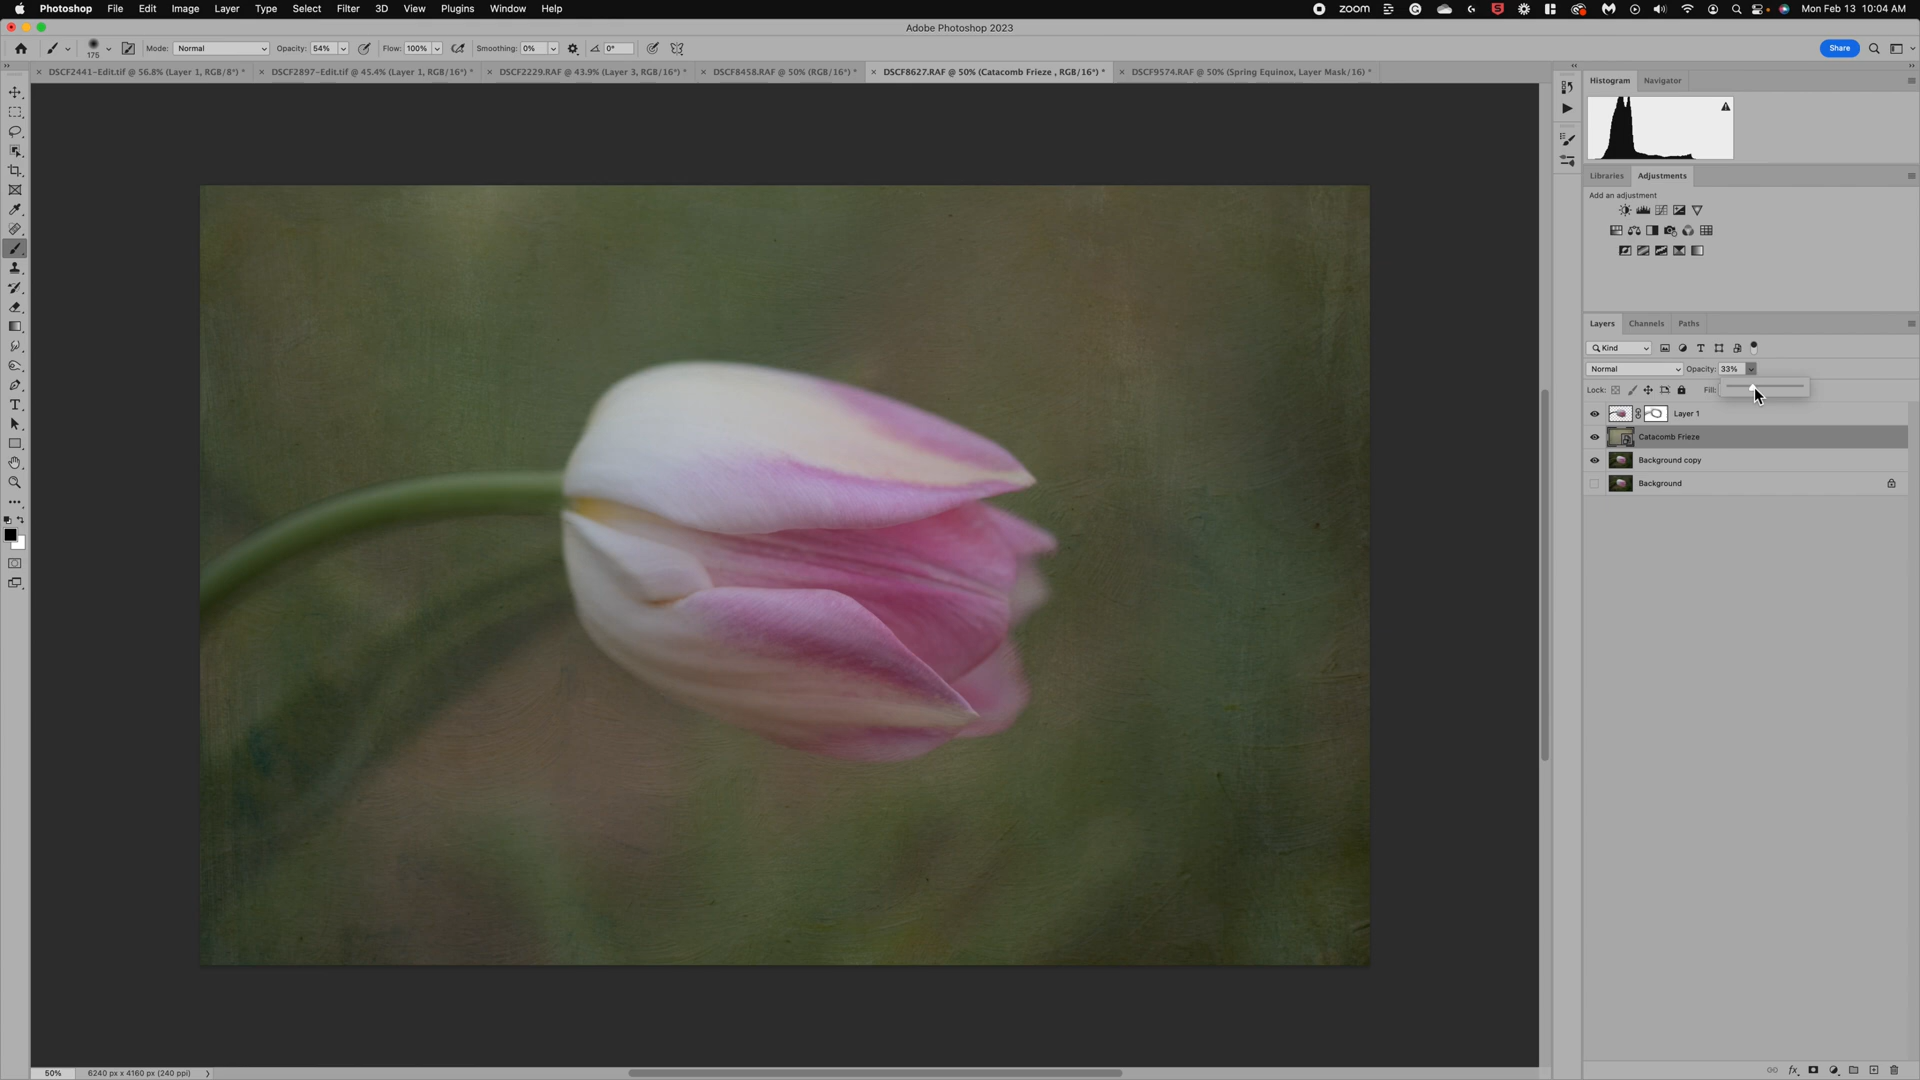 Photoshop File Edit Image Layer Type Select Filter 3D View Plugins Window Help zoom Mon Feb 13 10:04 AM
Adobe Photoshop 2023
175 Mode: Normal Opacity: 54% Flow: 100% Smoothing: 0% 0° Share
× DSCF2441-Edit.tif @ 56.8% (Layer 1, RGB/8*) * × DSCF2897-Edit.tif @ 45.4% (Layer 1, RGB/16*) * × DSCF2229.RAF @ 43.9% (Layer 3, RGB/16*) * × DSCF8458.RAF @ 50% (RGB/16*) * × DSCF8627.RAF @ 50% (Catacomb Frieze , RGB/16*) * × DSCF9574.RAF @ 50% (Spring Equinox, Layer Mask/16) *
Histogram Navigator
Libraries Adjustments
Add an adjustment
Layers Channels Paths
Kind
Normal Opacity: 33%
Lock: Fill:
Layer 1
Catacomb Frieze
Background copy
Background
50% 6240 px x 4160 px (240 ppi)